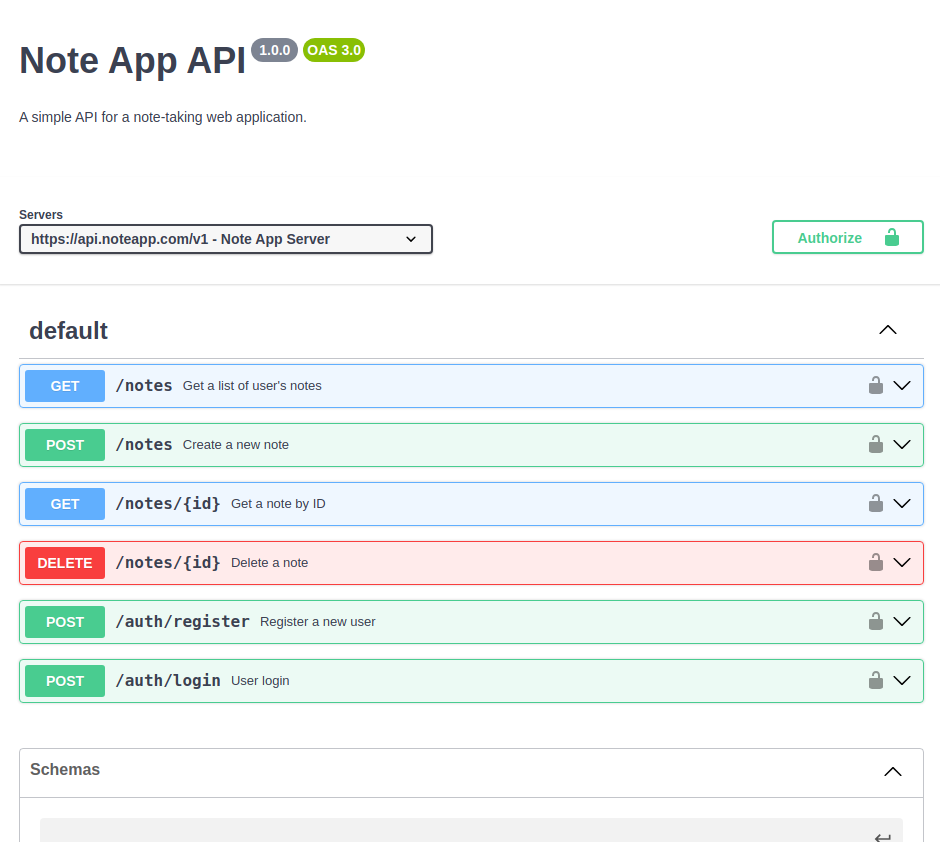 Note App API 1.0.0 OAS 3.0
A simple API for a note-taking web application.
Servers
https://api.noteapp.com/v1 - Note App Server
Authorize
default
GET /notes Get a list of user's notes
POST /notes Create a new note
GET /notes/{id} Get a note by ID
DELETE /notes/{id} Delete a note
POST /auth/register Register a new user
POST /auth/login User login
Schemas